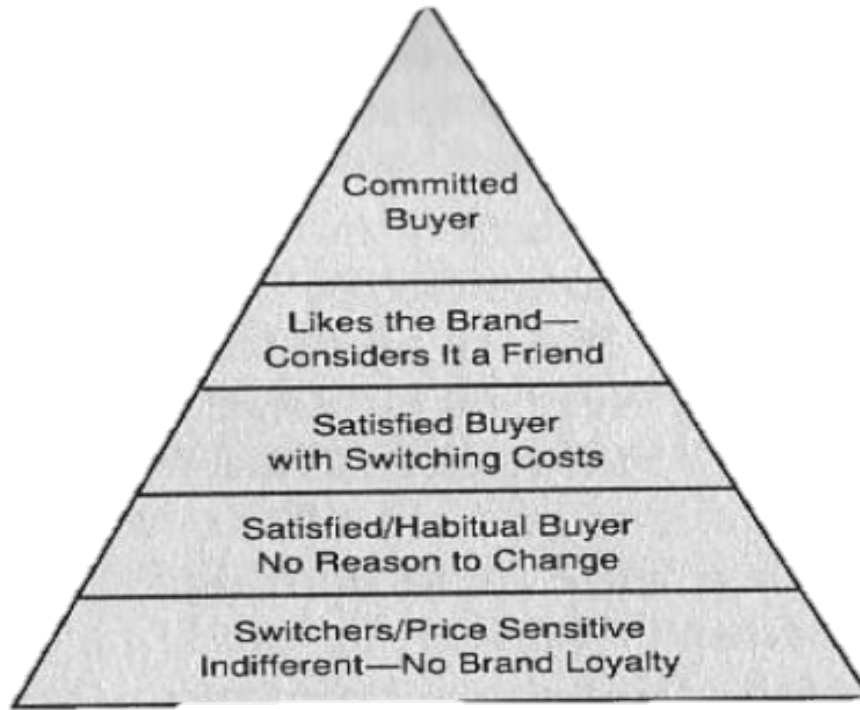 Committed
Buyer
Likes the Brand—
Considers It a Friend
Satisfied Buyer
with Switching Costs
Satisfied/Habitual Buyer
No Reason to Change
Switchers/Price Sensitive
Indifferent—No Brand Loyalty